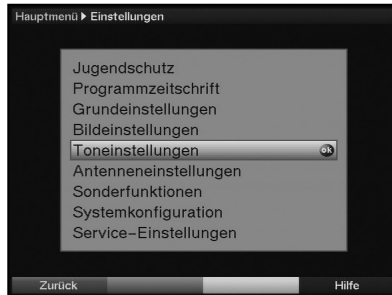 Hauptmenü ▶ Einstellungen
Jugendschutz
Programmzeitschrift
Grundeinstellungen
Bildeinstellungen
Toneinstellungen ok
Antenneneinstellungen
Sonderfunktionen
Systemkonfiguration
Service-Einstellungen
Zurück Hilfe